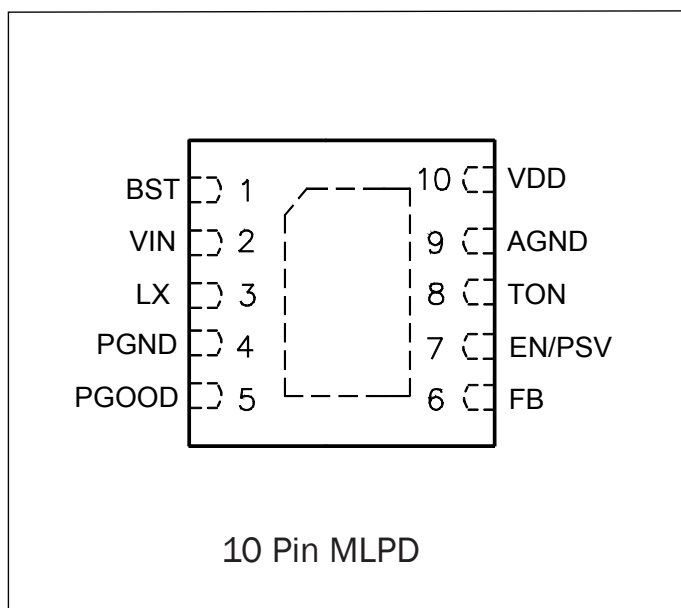 BST 1 10 VDD
VIN 2 9 AGND
LX 3 8 TON
PGND 4 7 EN/PSV
PGOOD 5 6 FB
10 Pin MLPD